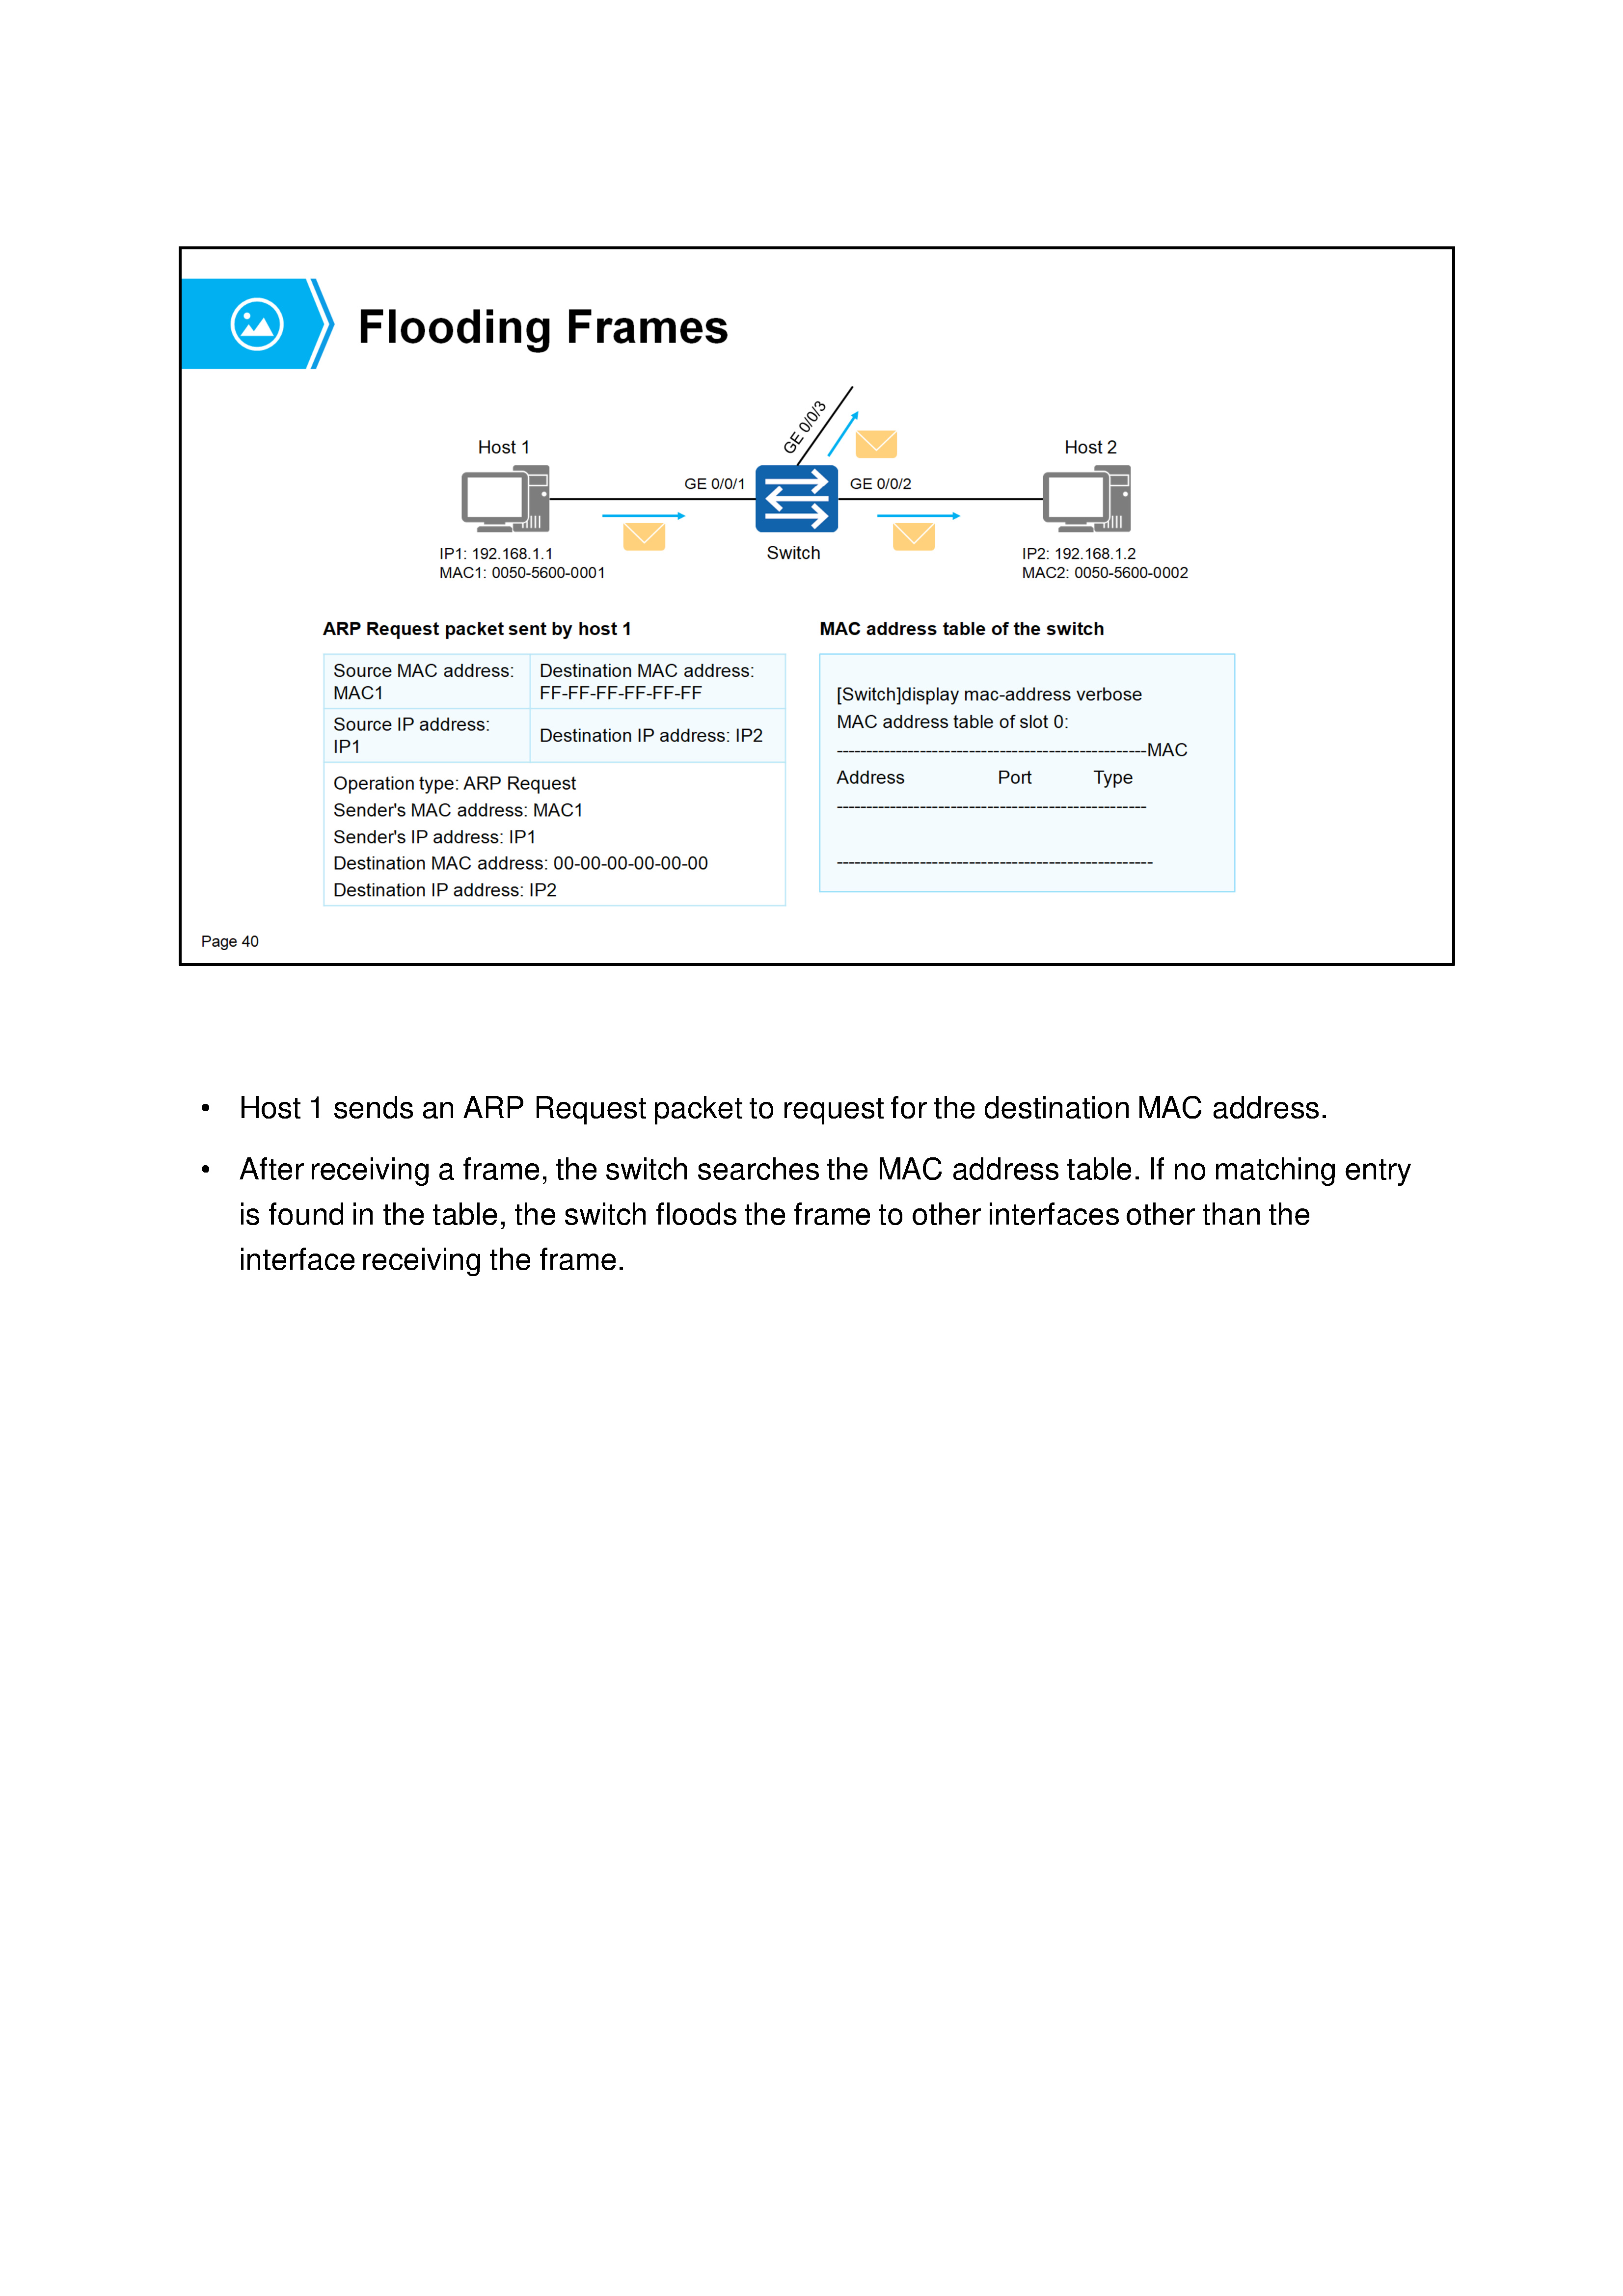 Flooding Frames
GE 0/0/3
Host 1
Host 2
GE 0/0/1
GE 0/0/2
IP1: 192.168.1.1
MAC1: 0050-5600-0001
Switch
IP2: 192.168.1.2
MAC2: 0050-5600-0002
ARP Request packet sent by host 1
Source MAC address:
MAC1
Destination MAC address:
FF-FF-FF-FF-FF-FF
Source IP address:
IP1
Destination IP address: IP2
Operation type: ARP Request
Sender's MAC address: MAC1
Sender's IP address: IP1
Destination MAC address: 00-00-00-00-00-00
Destination IP address: IP2
MAC address table of the switch
[Switch]display mac-address verbose
MAC address table of slot 0:
----------------------------------------------------MAC
Address Port Type
----------------------------------------------------
-----------------------------------------------------
Page 40
• Host 1 sends an ARP Request packet to request for the destination MAC address.
• After receiving a frame, the switch searches the MAC address table. If no matching entry
is found in the table, the switch floods the frame to other interfaces other than the
interface receiving the frame.